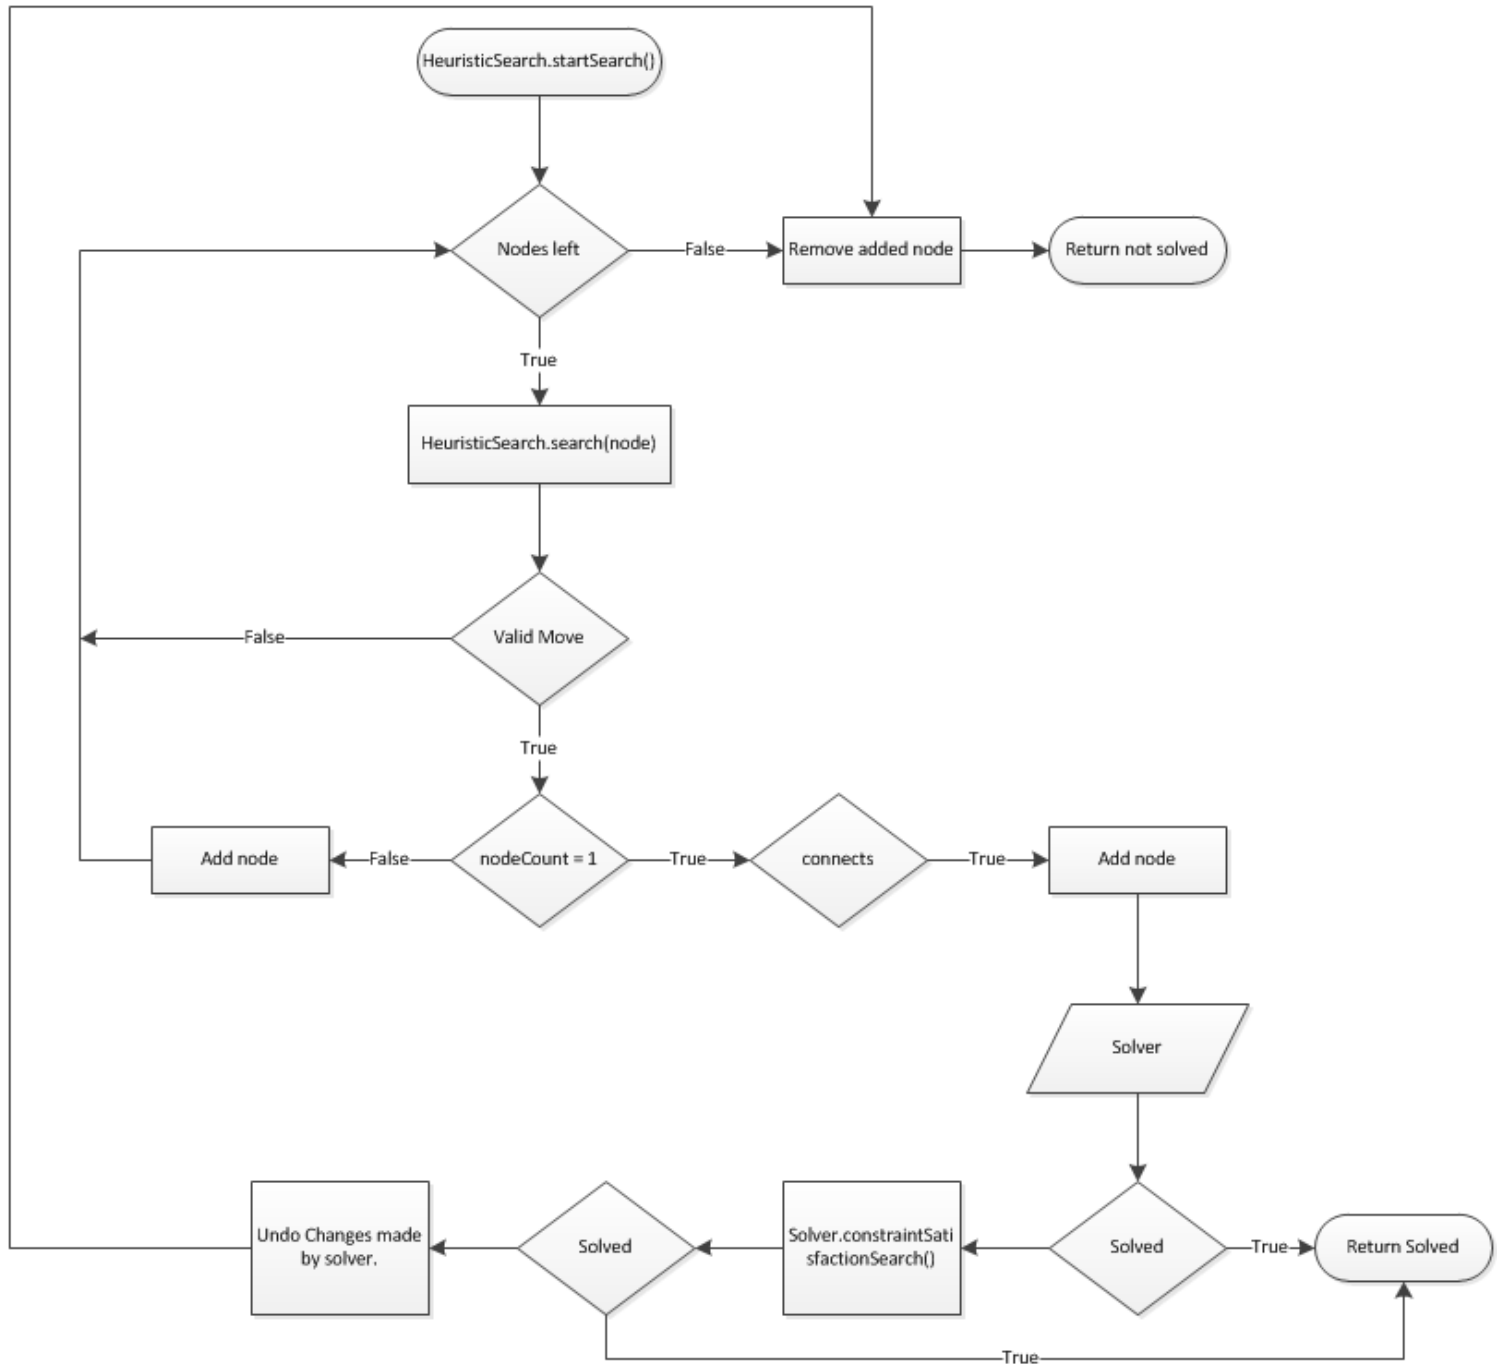 HeuristicSearch.startSearch()
Nodes left
False
Remove added node
Return not solved
True
HeuristicSearch.search(node)
False
Valid Move
True
Add node
False
nodeCount = 1
True
connects
True
Add node
Solver
Undo Changes made
by solver.
Solved
Solver.constraintSati
sfactionSearch()
Solved
True
Return Solved
True